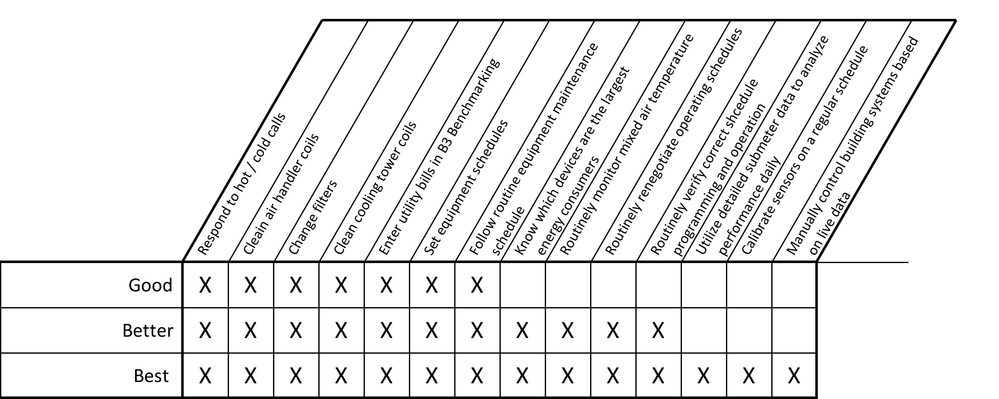 Respond to hot / cold calls
Cleain air handler coils
Change filters
Clean cooling tower coils
Enter utility bills in B3 Benchmarking
Set equipment schedules
Follow routine equipment maintenance
schedule
Know which devices are the largest
energy consumers
Routinely monitor mixed air temperature
Routinely renegotiate operating schedules
Routinely verify correct shcedule
programming and operation
Utilize detailed submeter data to analyze
performance daily
Calibrate sensors on a regular schedule
Manually control building systems based
on live data
Good X X X X X X X
Better X X X X X X X X X X X
Best X X X X X X X X X X X X X X